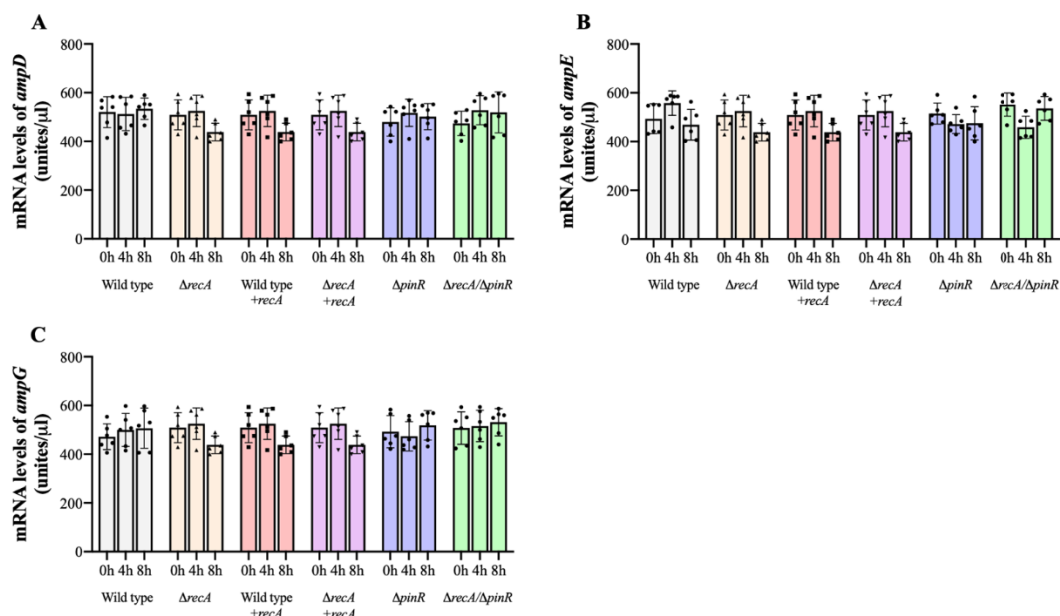 A
mRNA levels of ampD
(unites/µl)
800
600
400
200
0
0h 4h 8h 0h 4h 8h 0h 4h 8h 0h 4h 8h 0h 4h 8h 0h 4h 8h
Wild type ΔrecA Wild type ΔrecA ΔpinR ΔrecA/ΔpinR
+recA +recA
B
mRNA levels of ampE
(unites/µl)
800
600
400
200
0
0h 4h 8h 0h 4h 8h 0h 4h 8h 0h 4h 8h 0h 4h 8h 0h 4h 8h
Wild type ΔrecA Wild type ΔrecA ΔpinR ΔrecA/ΔpinR
+recA +recA
C
mRNA levels of ampG
(unites/µl)
800
600
400
200
0
0h 4h 8h 0h 4h 8h 0h 4h 8h 0h 4h 8h 0h 4h 8h 0h 4h 8h
Wild type ΔrecA Wild type ΔrecA ΔpinR ΔrecA/ΔpinR
+recA +recA